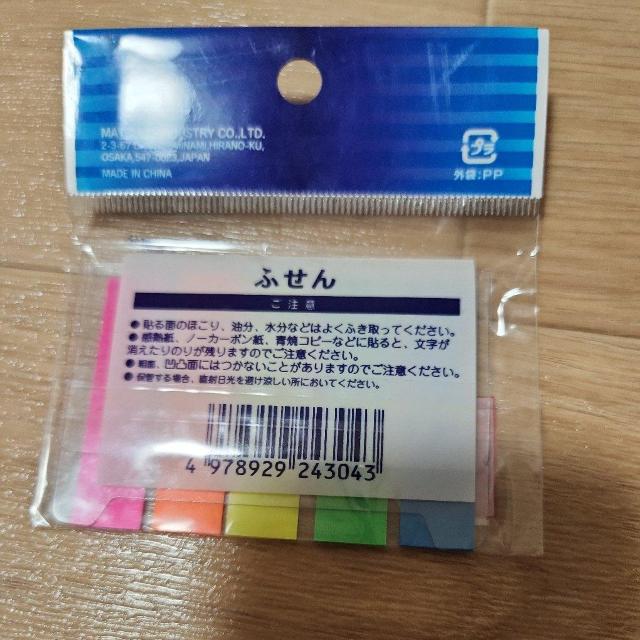 STRY CO.,LTD.
2-3-67 MINAMI,HIRANO-KU,
OSAKA,547-0023,JAPAN
MADE IN CHINA
プラ
外袋:PP
ふせん
ご注意
●貼る面のほこり、油分、水分などはよくふき取ってください。
●感熱紙、ノーカーボン紙、青焼コピーなどに貼ると、文字が
消えたりのりが残りますのでご注意ください。
●粗面、凹凸面にはつかないことがありますのでご注意ください。
●保管する場合、直射日光を避け涼しい所においてください。
4 978929 243043